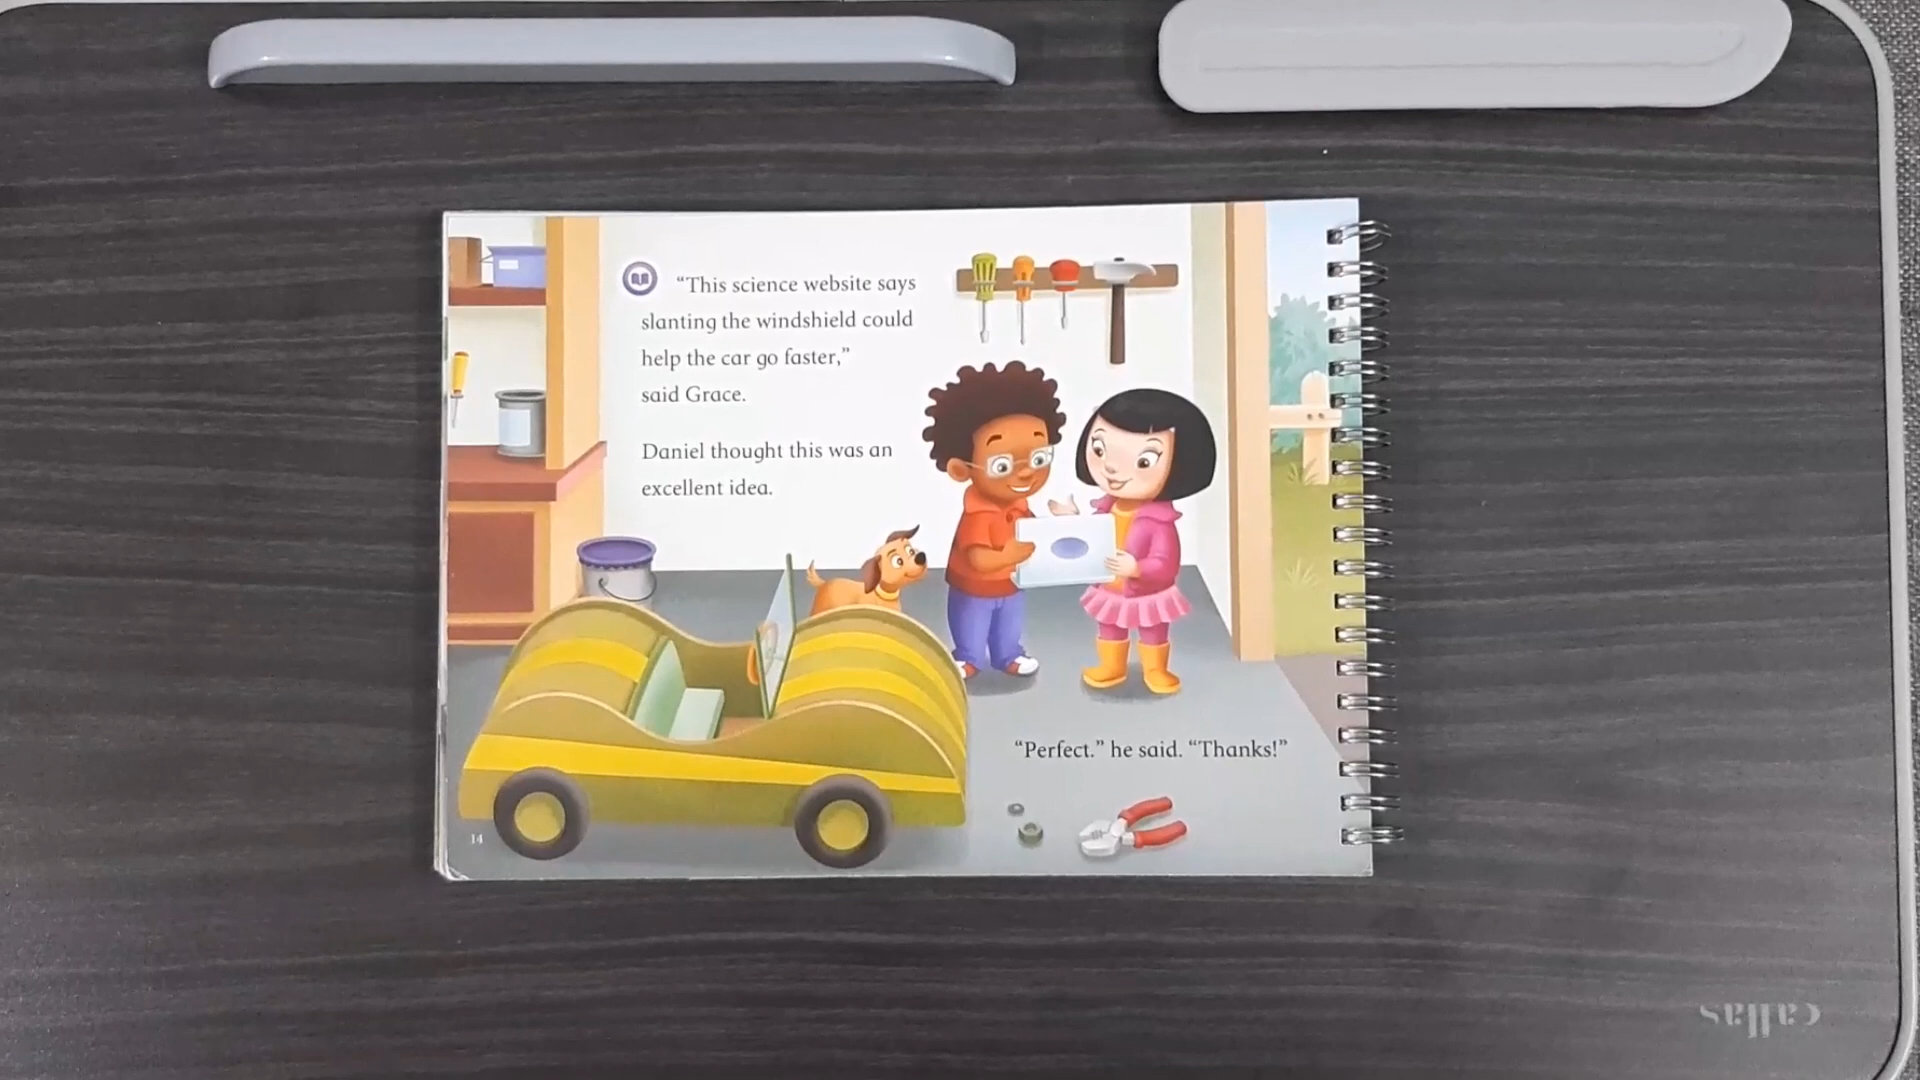 “This science website says
slanting the windshield could
help the car go faster,”
said Grace.
Daniel thought this was an
excellent idea.
“Perfect.” he said. “Thanks!”
14
callas